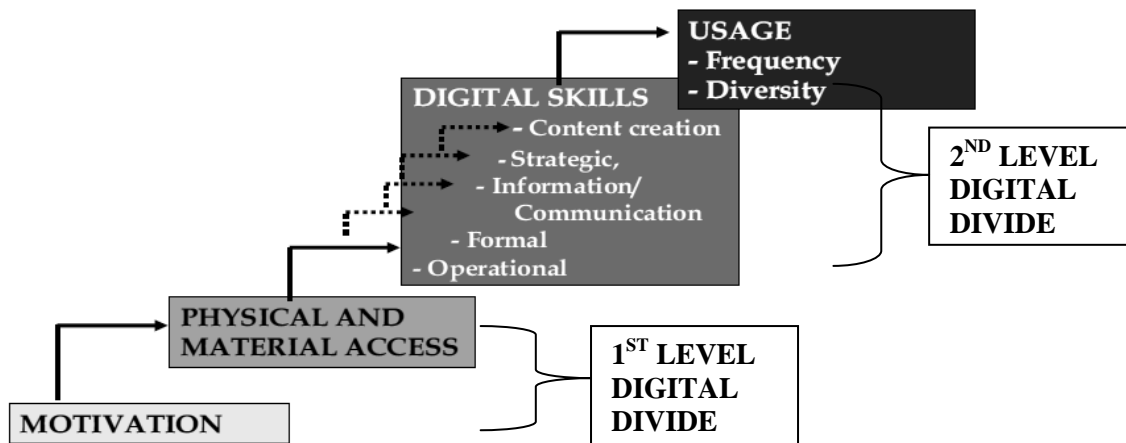 USAGE
- Frequency
- Diversity
DIGITAL SKILLS
- Content creation
- Strategic,
- Information/
Communication
- Formal
- Operational
2ND LEVEL
DIGITAL
DIVIDE
PHYSICAL AND
MATERIAL ACCESS
1ST LEVEL
DIGITAL
DIVIDE
MOTIVATION